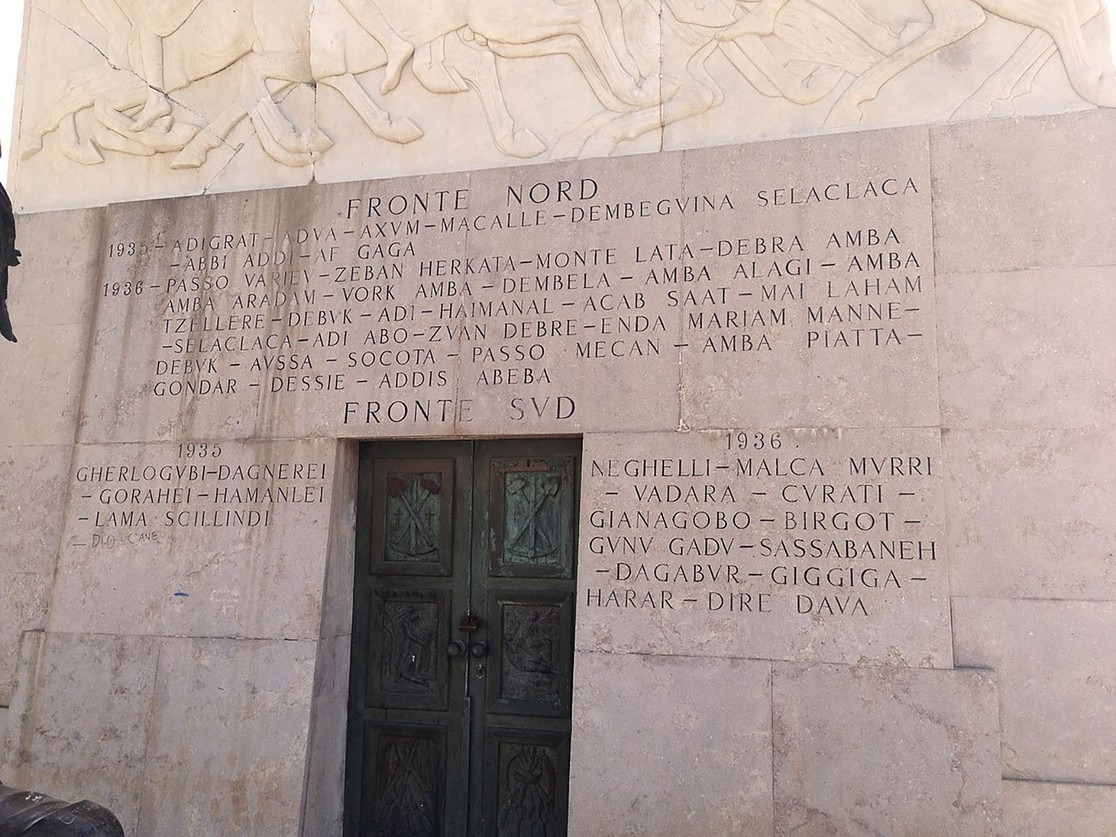 FRONTE NORD
1935-ADIGRAT-ADVA-AXVM-MACALLE-DEMBEGVINA SELACLACA
-ABBI ADDI-AF GAGA
1936-PASSO VARIEV-ZEBAN HERKATA-MONTE LATA-DEBRA AMBA
AMBA ARADAM-VORK AMBA-DEMBELA-AMBA ALAGI-AMBA
TZELLERE-DEBVK-ADI-HAIMANAL-ACAB SAAT-MAI LAHAM
-SELACLACA-ADI ABO-ZVAN DEBRE-ENDA MARIAM MANNE-
DEBVK-AVSSA-SOCOTA-PASSO MECAN-AMBA PIATTA-
GONDAR-DESSIE-ADDIS ABEBA
FRONTE SVD
1935
GHERLOGVBI-DAGNEREI
-GORAHEI-HAMANLEI
-LAMA SCILLINDI
- DIO CANE
1936
NEGHELLI-MALCA MVRRI
-VADARA-CVRATI-
GIANAGOBO-BIRGOT-
GVNV GADV-SASSABANEH
-DAGABVR-GIGGIGA-
HARAR-DIRE DAVA